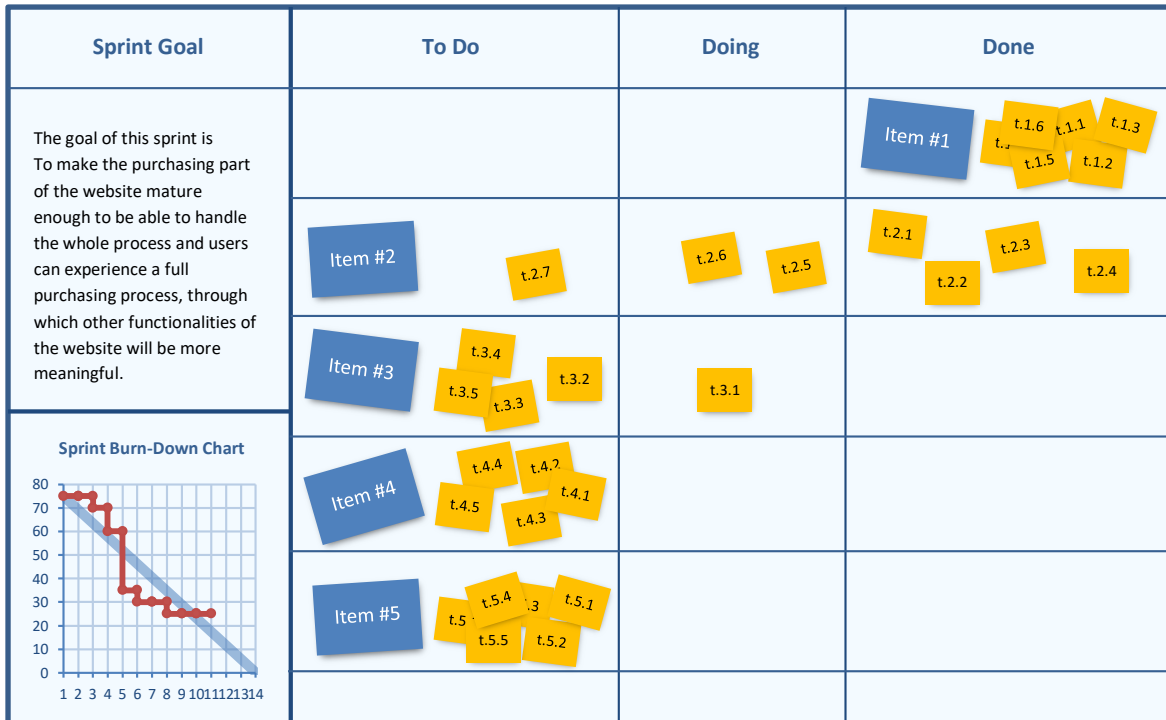 Sprint Goal
To Do
Doing
Done
The goal of this sprint is
To make the purchasing part
of the website mature
enough to be able to handle
the whole process and users
can experience a full
purchasing process, through
which other functionalities of
the website will be more
meaningful.
Item #1
t.1.6
t.1.1
t.1.3
t.1.5
t.1.2
Item #2
t.2.7
t.2.6
t.2.5
t.2.1
t.2.2
t.2.3
t.2.4
Item #3
t.3.4
t.3.5
t.3.3
t.3.2
t.3.1
Item #4
t.4.4
t.4.2
t.4.5
t.4.3
t.4.1
Item #5
t.5.4
t.5.1
t.5.5
t.5.2
Sprint Burn-Down Chart
80
70
60
50
40
30
20
10
0
1 2 3 4 5 6 7 8 9 10 11 12 13 14